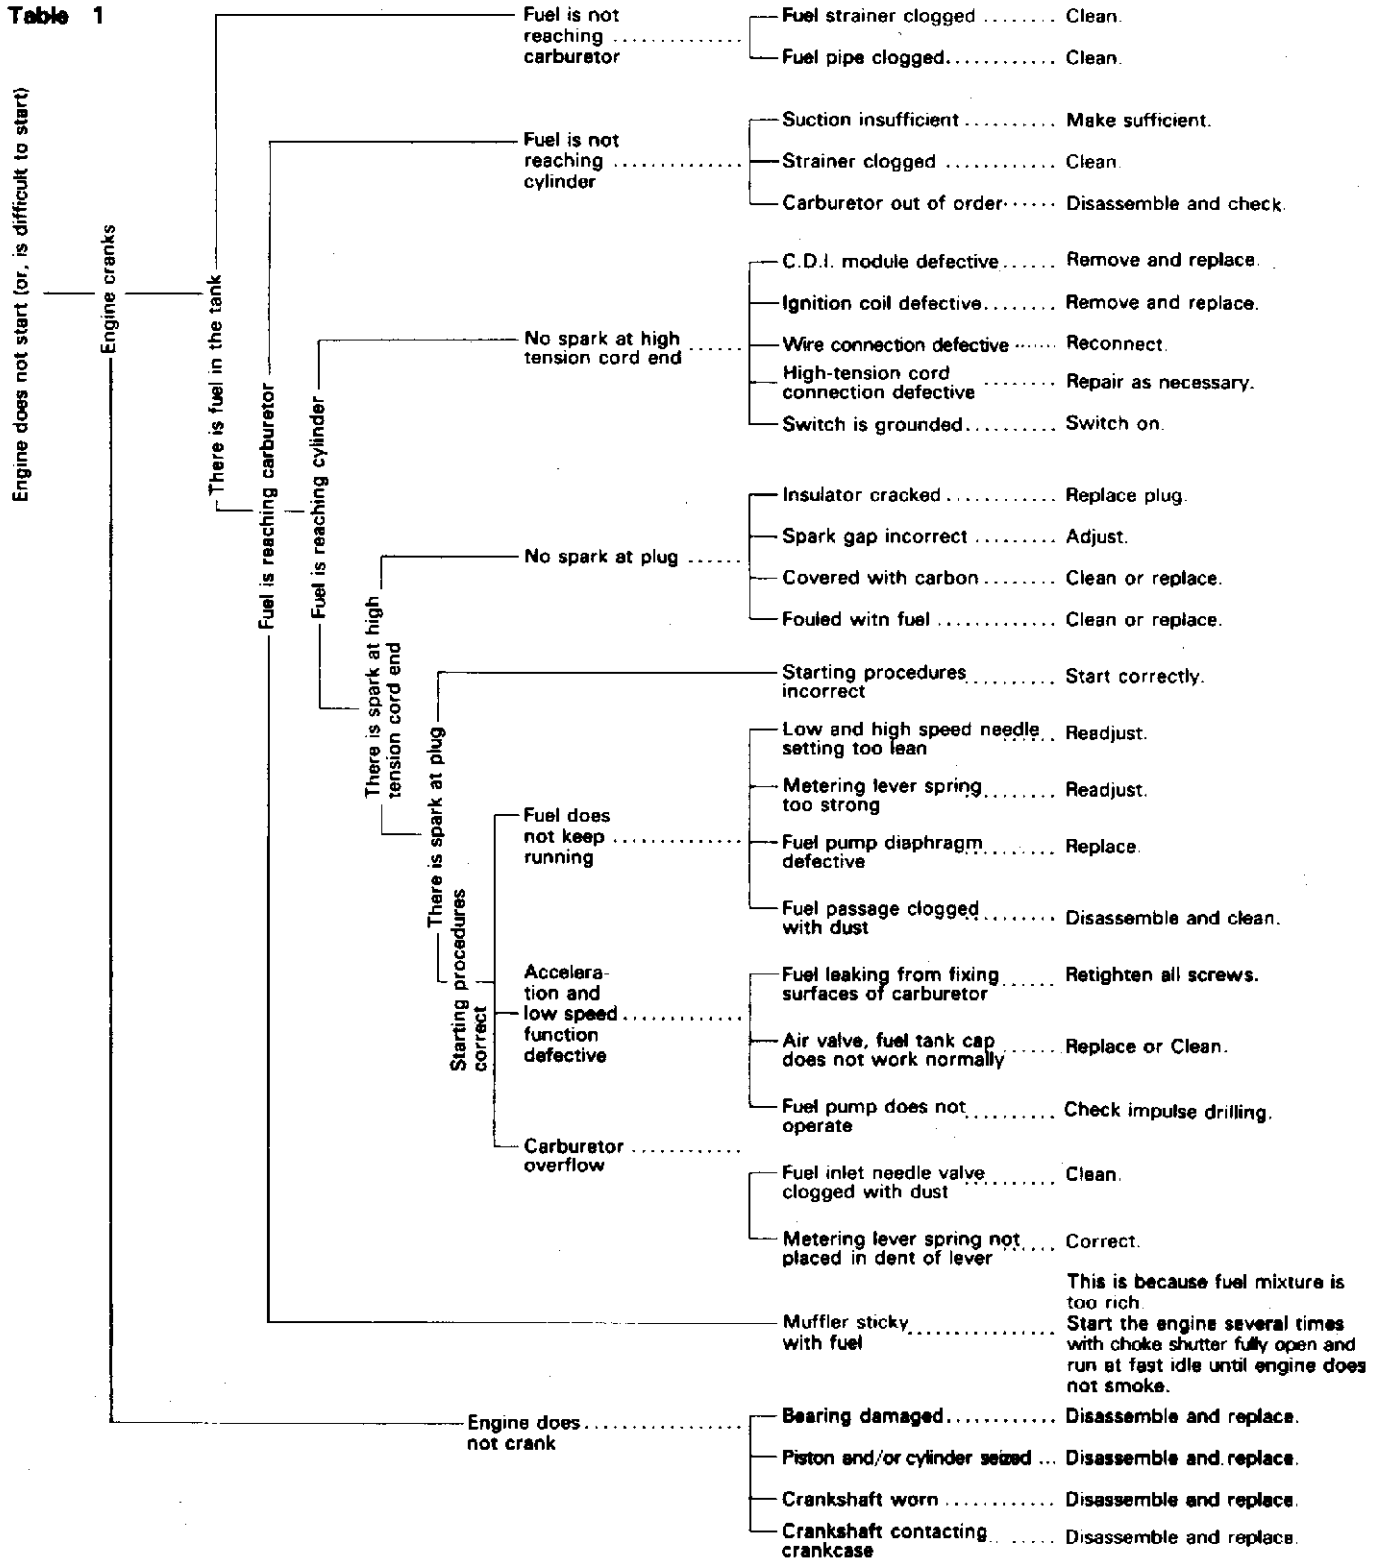 Table 1
Engine does not start (or, is difficult to start)
Engine cranks
There is fuel in the tank
Fuel is reaching carburetor
Fuel is reaching cylinder
There is spark at high
tension cord end
There is spark at plug
Starting procedures
correct
Fuel is not
reaching ..............
carburetor
Fuel strainer clogged ........ Clean.
Fuel pipe clogged............ Clean.
Fuel is not
reaching ..............
cylinder
Suction insufficient .......... Make sufficient.
Strainer clogged ............ Clean.
Carburetor out of order...... Disassemble and check.
No spark at high
tension cord end ......
C.D.I. module defective...... Remove and replace.
Ignition coil defective........ Remove and replace.
Wire connection defective ...... Reconnect.
High-tension cord
connection defective ........ Repair as necessary.
Switch is grounded.......... Switch on.
No spark at plug ......
Insulator cracked ............ Replace plug.
Spark gap incorrect ......... Adjust.
Covered with carbon ........ Clean or replace.
Fouled witn fuel ............. Clean or replace.
Starting procedures
incorrect ......... Start correctly.
Fuel does
not keep ..............
running
Low and high speed needle
setting too lean .... Readjust.
Metering lever spring
too strong ........ Readjust.
Fuel pump diaphragm
defective ......... Replace.
Fuel passage clogged
with dust ........ Disassemble and clean.
Accelera-
tion and
low speed.............
function
defective
Fuel leaking from fixing
surfaces of carburetor ...... Retighten all screws.
Air valve, fuel tank cap
does not work normally ...... Replace or Clean.
Fuel pump does not
operate .......... Check impulse drilling.
Carburetor ............
overflow
Fuel inlet needle valve
clogged with dust ......... Clean.
Metering lever spring not
placed in dent of lever .... Correct.
Muffler sticky
with fuel ...............
This is because fuel mixture is
too rich.
Start the engine several times
with choke shutter fully open and
run at fast idle until engine does
not smoke.
Engine does................
not crank
Bearing damaged............ Disassemble and replace.
Piston and/or cylinder seized ... Disassemble and replace.
Crankshaft worn ............ Disassemble and replace.
Crankshaft contacting
crankcase ........ Disassemble and replace.